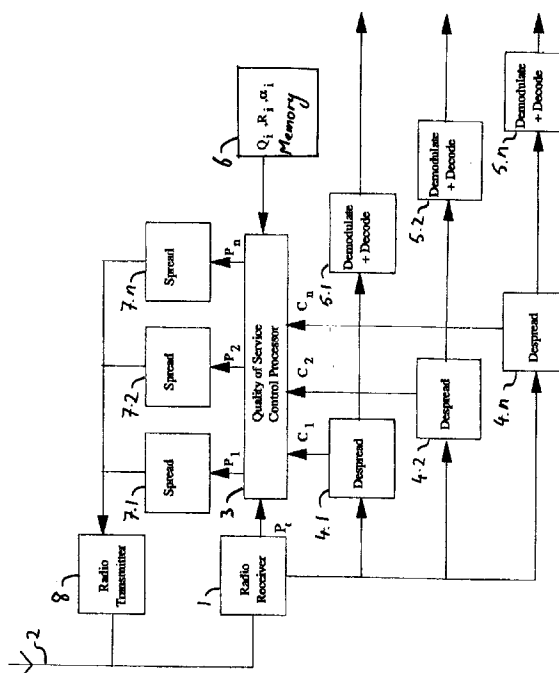 2
8
Radio
Transmitter
7.1
Spread
7.2
Spread
7.n
Spread
P1
P2
Pn
6
Qi ,Ri ,αi
Memory
1
Radio
Receiver
Pt
3
Quality of Service
Control Processor
C1
C2
Cn
4.1
Despread
4.2
Despread
4.n
Despread
5.1
Demodulate
+ Decode
5.2
Demodulate
+ Decode
5.n
Demodulate
+ Decode